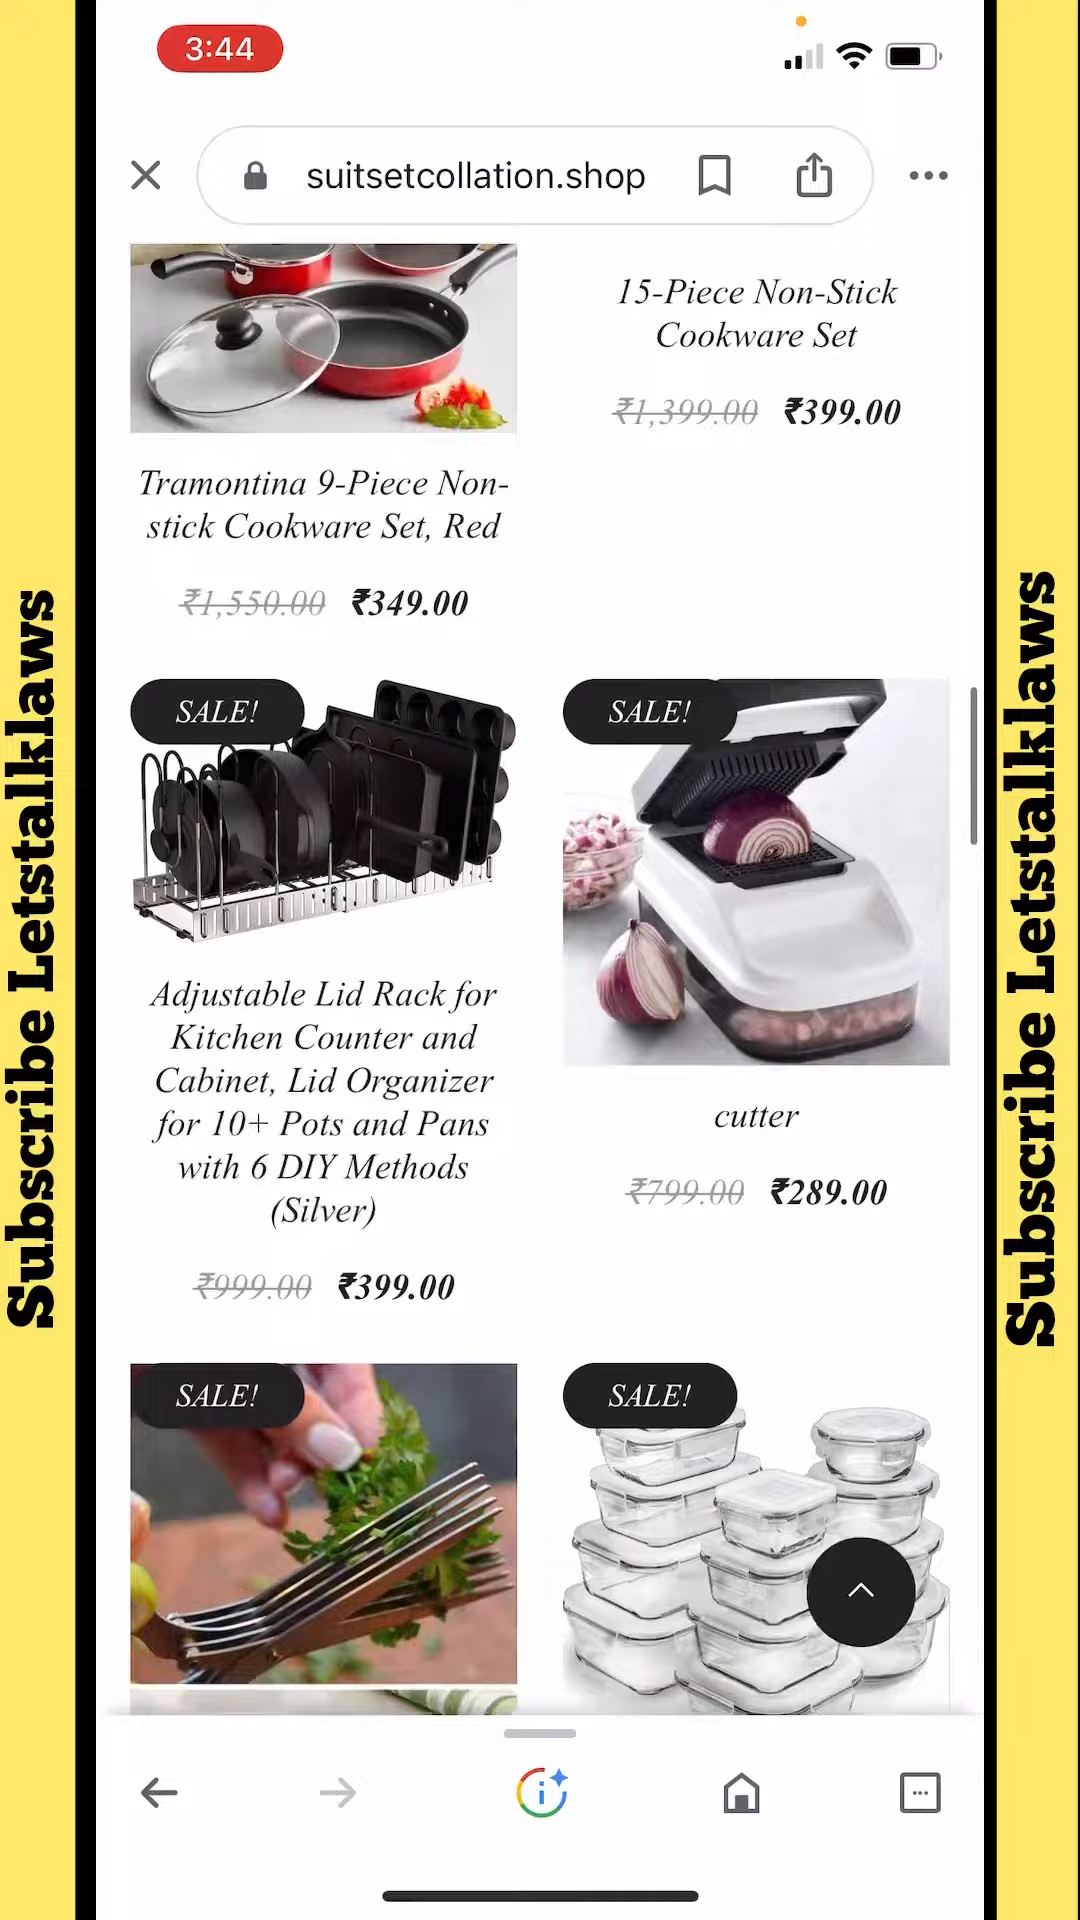 3:44
suitsetcollation.shop
15-Piece Non-Stick
Cookware Set
₹1,399.00 ₹399.00
Tramontina 9-Piece Non-
stick Cookware Set, Red
₹1,550.00 ₹349.00
SALE!
Adjustable Lid Rack for
Kitchen Counter and
Cabinet, Lid Organizer
for 10+ Pots and Pans
with 6 DIY Methods
(Silver)
₹999.00 ₹399.00
SALE!
cutter
₹799.00 ₹289.00
SALE!
SALE!
Subscribe Letstalklaws
Subscribe Letstalklaws